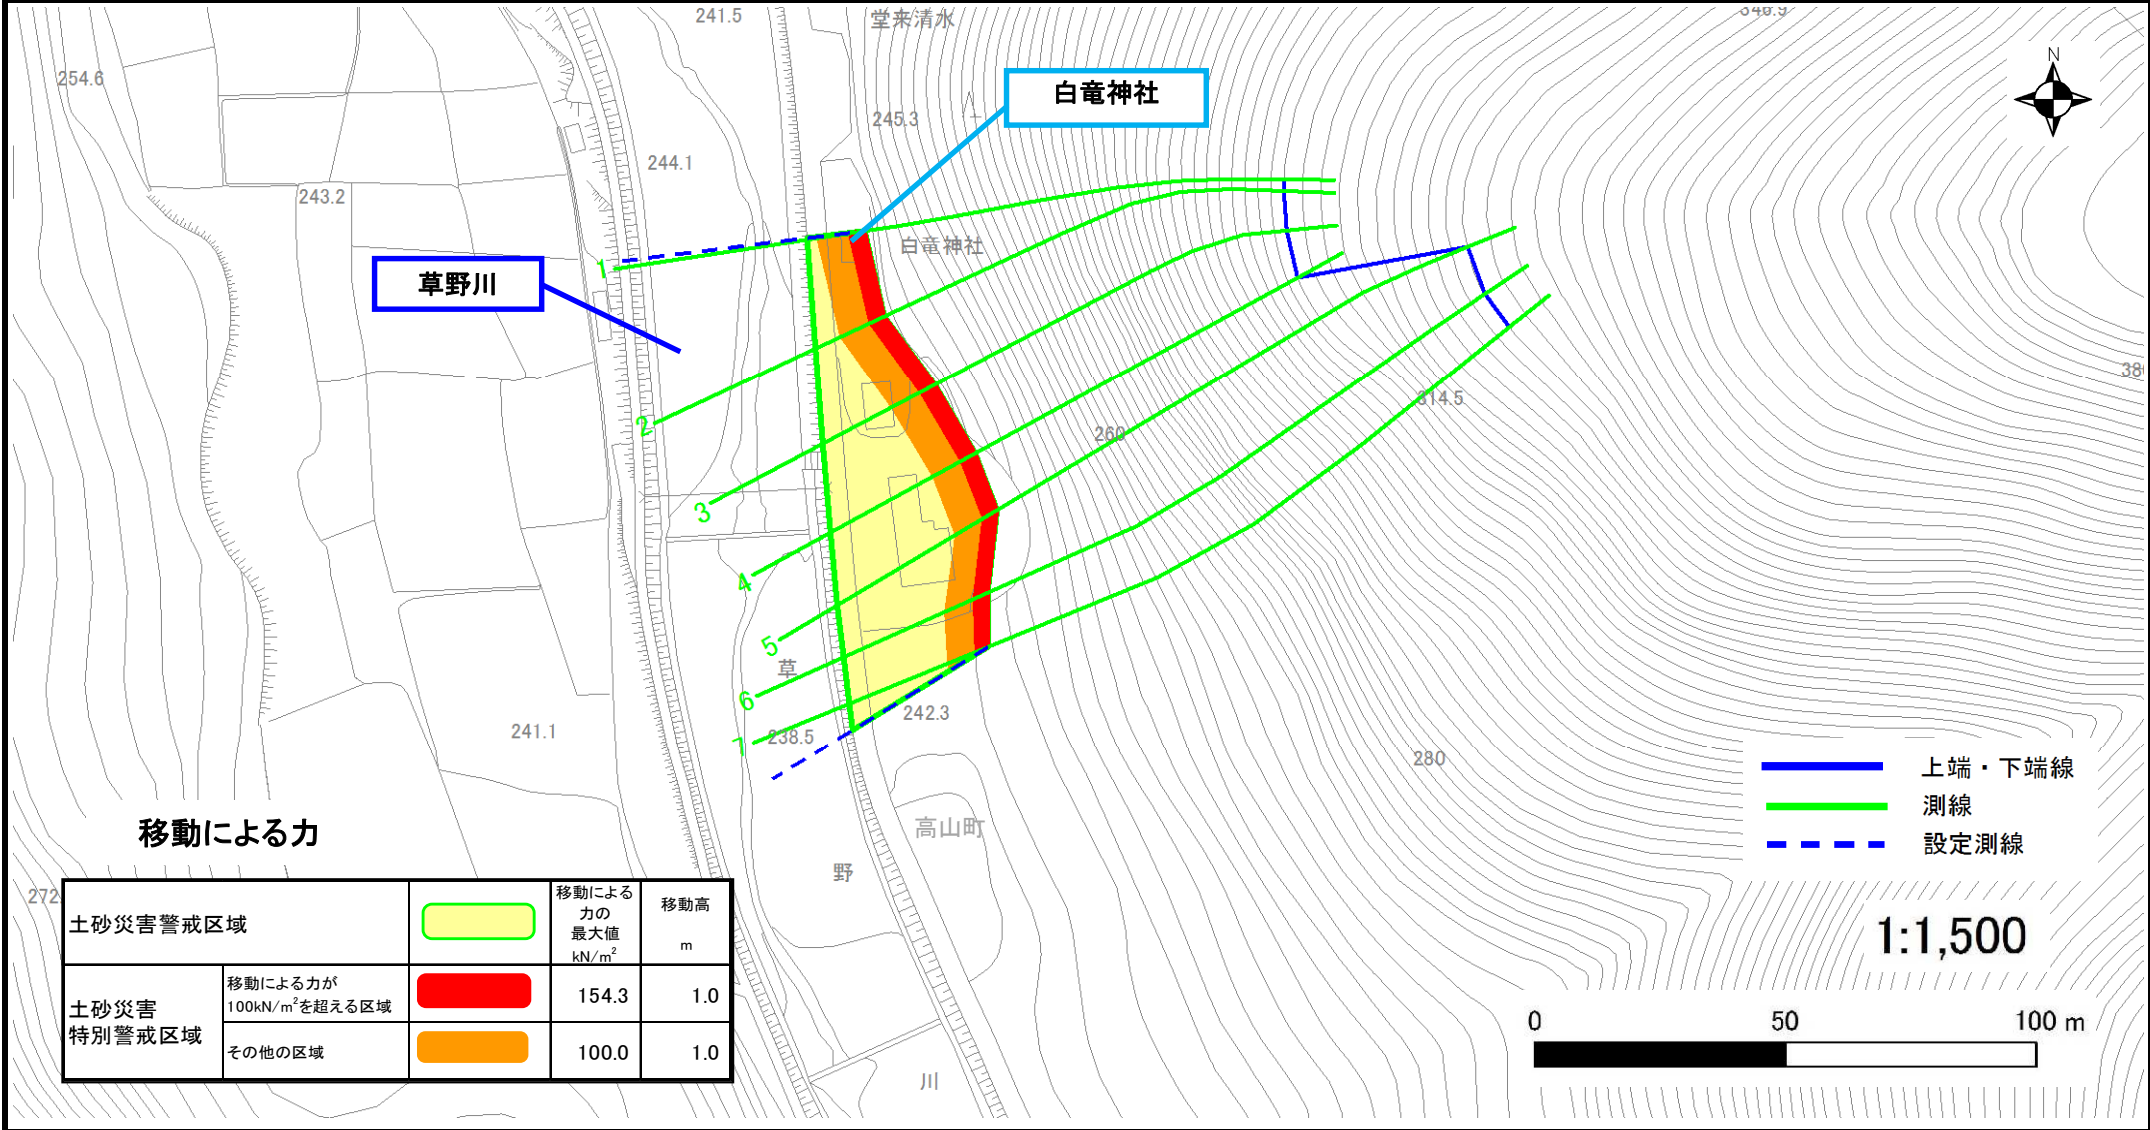 241.5
堂来清水
346.9
254.6
N
白竜神社
245.3
244.1
243.2
白竜神社
草野川
1
2
3
4
5
6
7
314.5
260
草
242.3
238.5
241.1
280
高山町
野
川
上端・下端線
測線
設定測線
1:1,500
0 50 100 m
移動による力
272
土砂災害警戒区域
移動による
力の
最大値
kN/m²
移動高
m
土砂災害
特別警戒区域
移動による力が
100kN/m²を超える区域
154.3 1.0
その他の区域
100.0 1.0